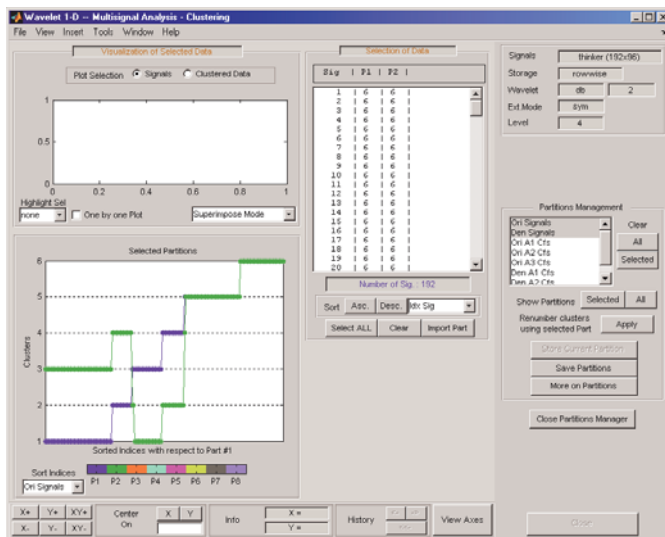 Wavelet 1-D -- Multisignal Analysis - Clustering
File View Insert Tools Window Help
Visualization of Selected Data
Plot Selection Signals Clustered Data
1
0.5
0
0 0.2 0.4 0.6 0.8 1
Highlight Sel
none One by one Plot Superimpose Mode
Selected Partitions
6
5
4
3
2
1
Clusters
Sorted Indices with respect to Part #1
Sort Indices
Ori Signals
P1 P2 P3 P4 P5 P6 P7 P8
Selection of Data
Sig | P1 | P2 |
1 | 6 | 6 |
2 | 6 | 6 |
3 | 6 | 6 |
4 | 6 | 6 |
5 | 6 | 6 |
6 | 6 | 6 |
7 | 6 | 6 |
8 | 6 | 6 |
9 | 6 | 6 |
10 | 6 | 6 |
11 | 6 | 6 |
12 | 6 | 6 |
13 | 6 | 6 |
14 | 6 | 6 |
15 | 6 | 6 |
16 | 6 | 6 |
17 | 6 | 6 |
18 | 6 | 6 |
19 | 6 | 6 |
20 | 6 | 6 |
Number of Sig. : 192
Sort Asc. Desc. Idx Sig
Select ALL Clear Import Part
Signals thinker (192x96)
Storage rowwise
Wavelet db 2
Ext.Mode sym
Level 4
Partitions Management
Ori Signals
Den Signals
Ori A1 Cfs
Ori A2 Cfs
Ori A3 Cfs
Den A1 Cfs
Den A2 Cfs
Clear
All
Selected
Show Partitions Selected All
Renumber clusters
using selected Part Apply
Store Current Partition
Save Partitions
More on Partitions
Close Partitions Manager
X+ Y+ XY+
X- Y- XY-
Center
On
X Y
Info
X =
Y =
History
View Axes
Close